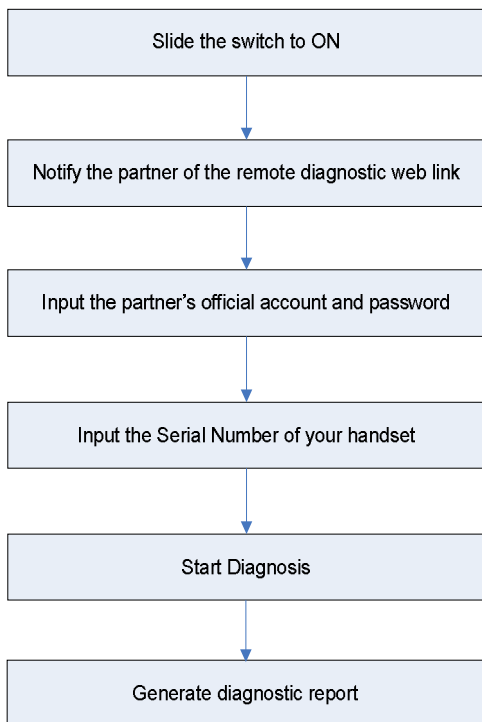 Slide the switch to ON
Notify the partner of the remote diagnostic web link
Input the partner's official account and password
Input the Serial Number of your handset
Start Diagnosis
Generate diagnostic report